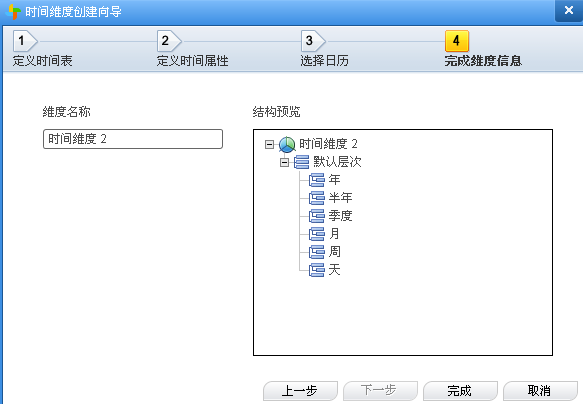 时间维度创建向导
1 2 3 4
定义时间表 定义时间属性 选择日历 完成维度信息
维度名称 结构预览
时间维度 2
时间维度 2
默认层次
年
半年
季度
月
周
天
上一步 下一步 完成 取消